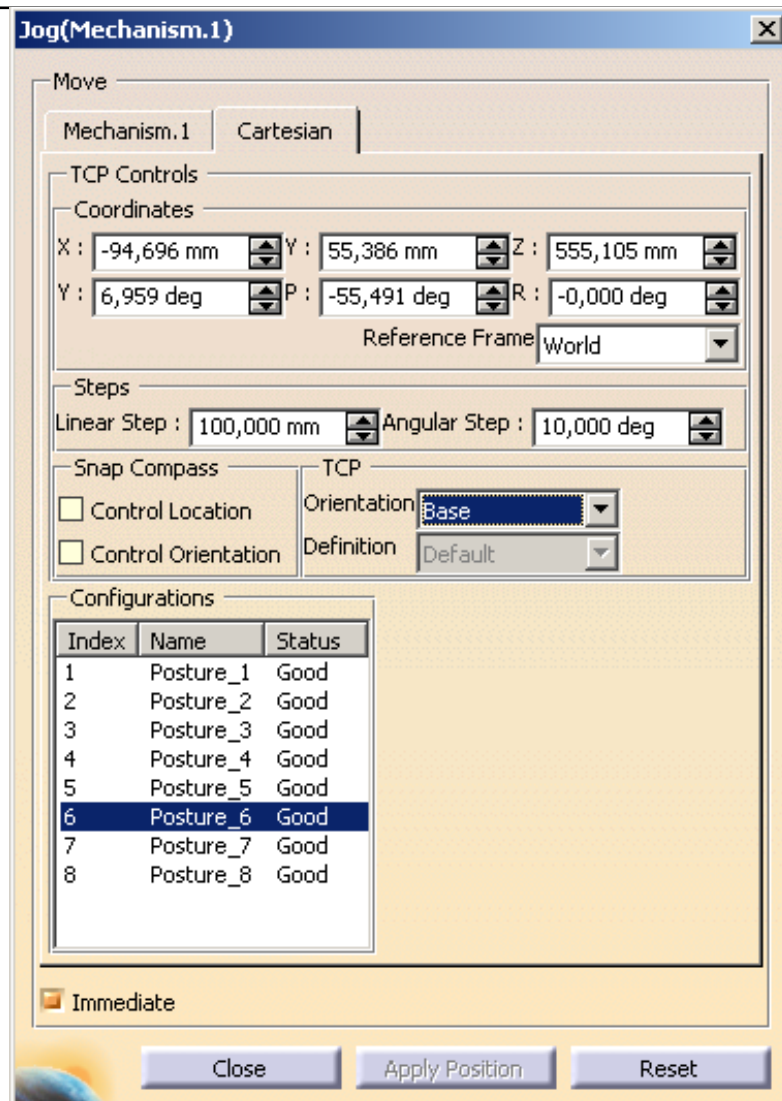 Jog(Mechanism.1)
Move
Mechanism.1 Cartesian
TCP Controls
Coordinates
X : -94,696 mm Y : 55,386 mm Z : 555,105 mm
Y : 6,959 deg P : -55,491 deg R : -0,000 deg
Reference Frame World
Steps
Linear Step : 100,000 mm Angular Step : 10,000 deg
Snap Compass TCP
Control Location Orientation Base
Control Orientation Definition Default
Configurations
Index Name Status
1 Posture_1 Good
2 Posture_2 Good
3 Posture_3 Good
4 Posture_4 Good
5 Posture_5 Good
6 Posture_6 Good
7 Posture_7 Good
8 Posture_8 Good
Immediate
Close Apply Position Reset